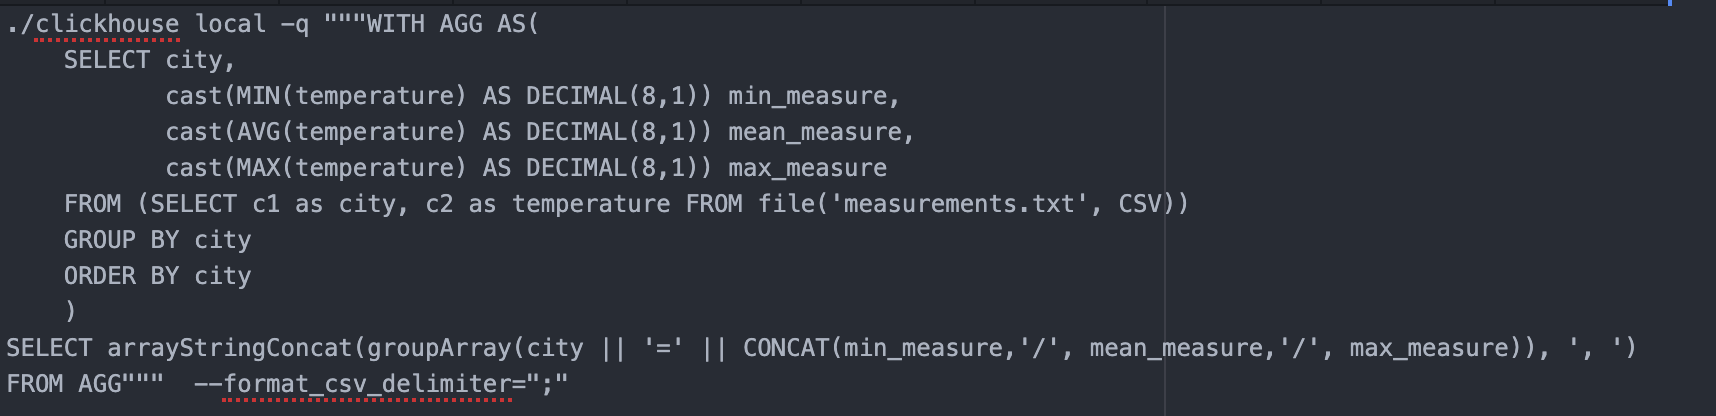 ./clickhouse local -q """WITH AGG AS(
    SELECT city,
           cast(MIN(temperature) AS DECIMAL(8,1)) min_measure,
           cast(AVG(temperature) AS DECIMAL(8,1)) mean_measure,
           cast(MAX(temperature) AS DECIMAL(8,1)) max_measure
    FROM (SELECT c1 as city, c2 as temperature FROM file('measurements.txt', CSV))
    GROUP BY city
    ORDER BY city
    )
SELECT arrayStringConcat(groupArray(city || '=' || CONCAT(min_measure,'/', mean_measure,'/', max_measure)), ', ')
FROM AGG"""  --format_csv_delimiter=";"